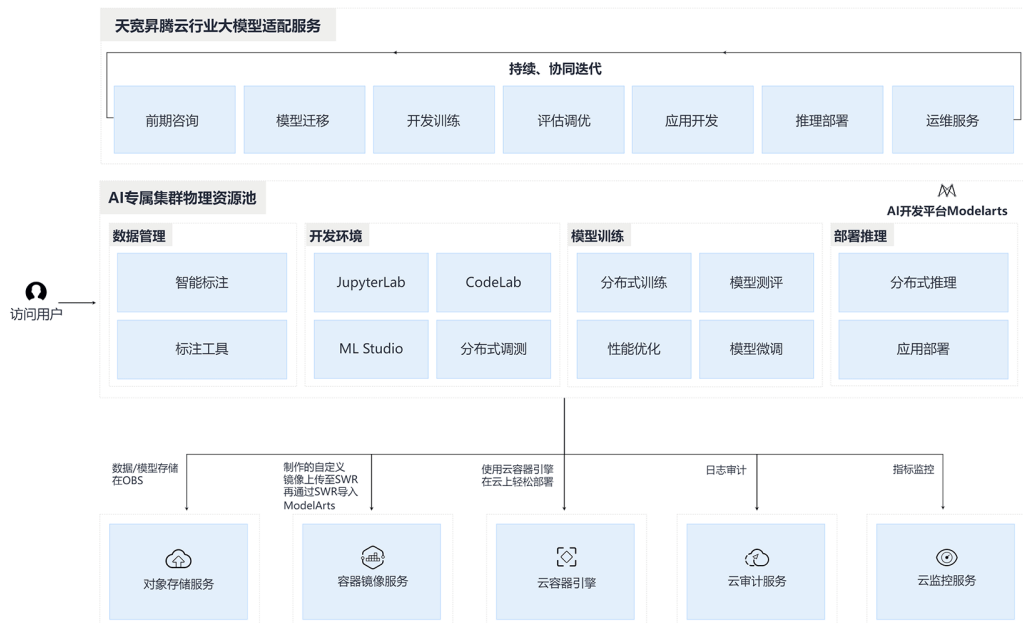 天宽昇腾云行业大模型适配服务
持续、协同迭代
前期咨询
模型迁移
开发训练
评估调优
应用开发
推理部署
运维服务
AI专属集群物理资源池
AI开发平台Modelarts
数据管理
智能标注
标注工具
开发环境
JupyterLab
CodeLab
ML Studio
分布式调测
模型训练
分布式训练
模型测评
性能优化
模型微调
部署推理
分布式推理
应用部署
访问用户
数据/模型存储
在OBS
制作的自定义
镜像上传至SWR
再通过SWR导入
ModelArts
使用云容器引擎
在云上轻松部署
日志审计
指标监控
对象存储服务
容器镜像服务
云容器引擎
云审计服务
云监控服务